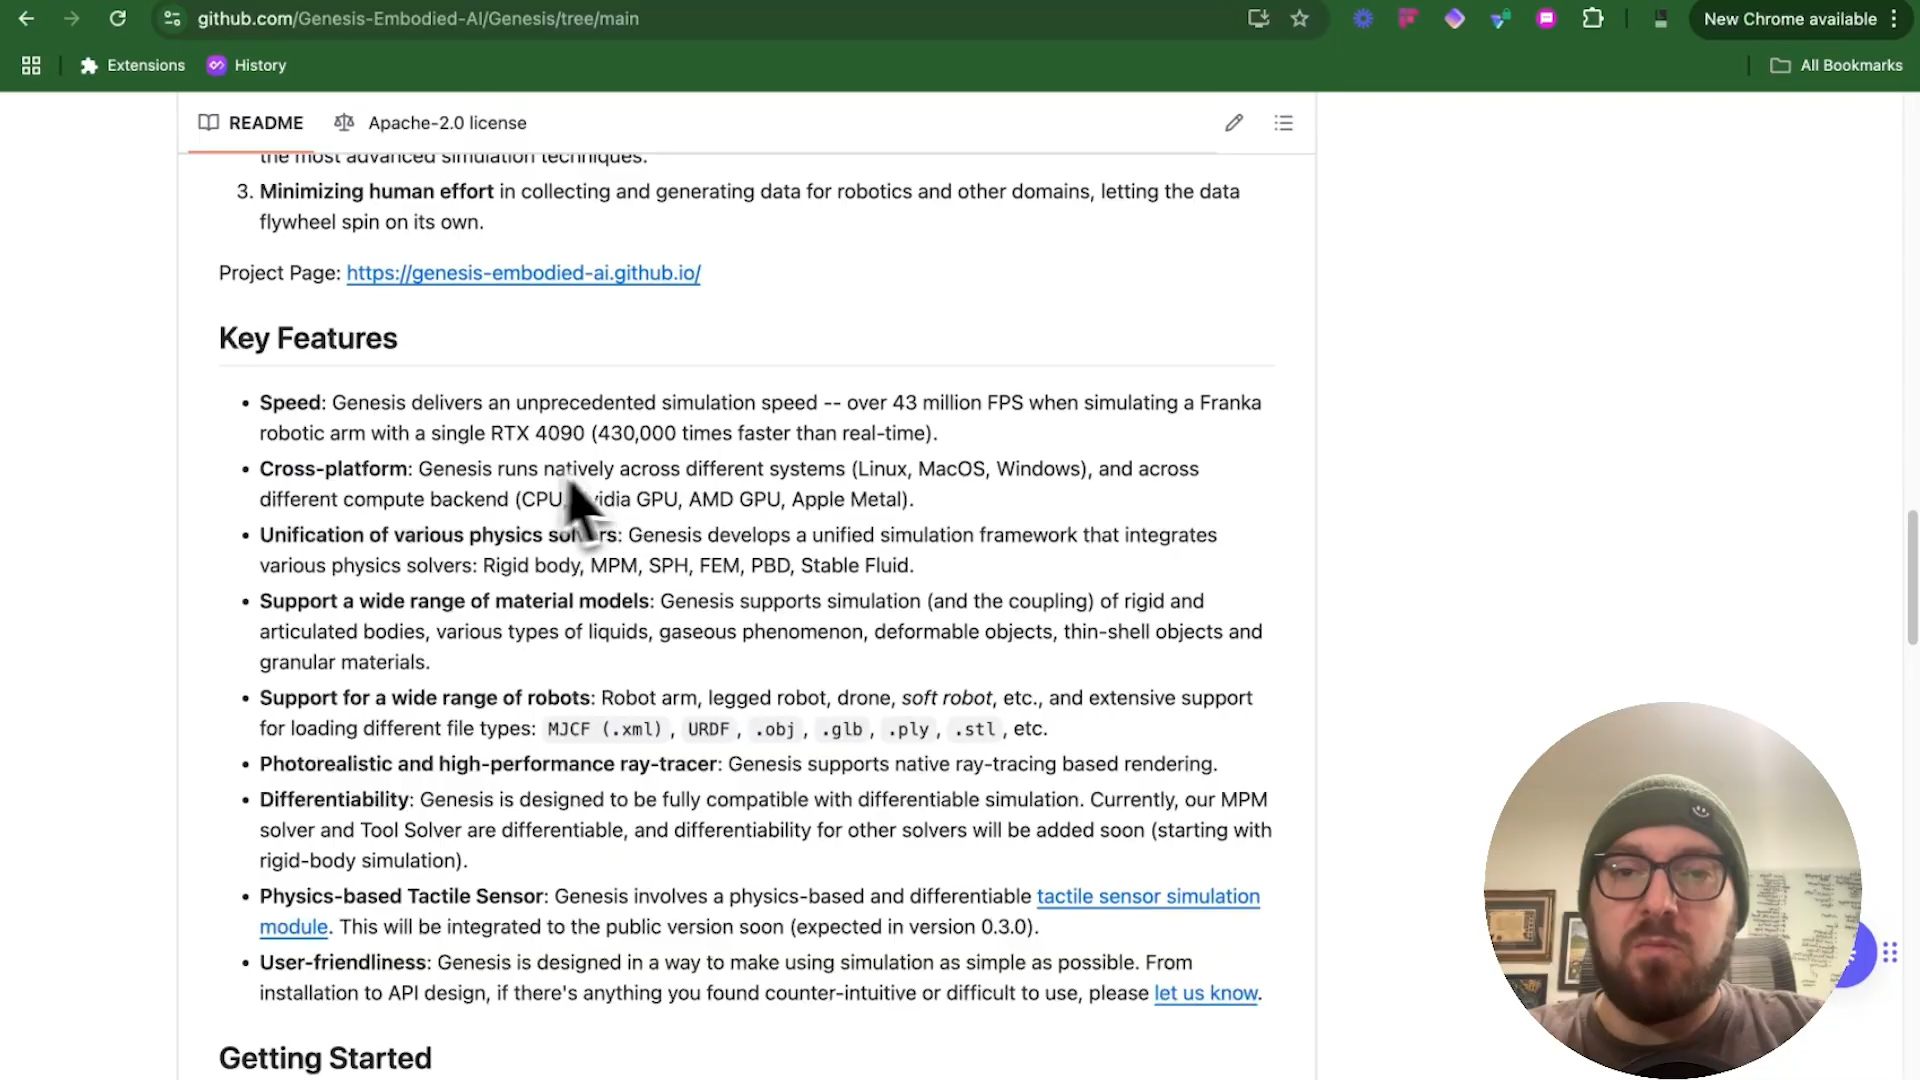 github.com/Genesis-Embodied-AI/Genesis/tree/main
New Chrome available
Extensions
History
All Bookmarks
README
Apache-2.0 license
the most advanced simulation techniques.
3. Minimizing human effort in collecting and generating data for robotics and other domains, letting the data
flywheel spin on its own.
Project Page: https://genesis-embodied-ai.github.io/
Key Features
• Speed: Genesis delivers an unprecedented simulation speed -- over 43 million FPS when simulating a Franka
robotic arm with a single RTX 4090 (430,000 times faster than real-time).
• Cross-platform: Genesis runs natively across different systems (Linux, MacOS, Windows), and across
different compute backend (CPU, Nvidia GPU, AMD GPU, Apple Metal).
• Unification of various physics solvers: Genesis develops a unified simulation framework that integrates
various physics solvers: Rigid body, MPM, SPH, FEM, PBD, Stable Fluid.
• Support a wide range of material models: Genesis supports simulation (and the coupling) of rigid and
articulated bodies, various types of liquids, gaseous phenomenon, deformable objects, thin-shell objects and
granular materials.
• Support for a wide range of robots: Robot arm, legged robot, drone, soft robot, etc., and extensive support
for loading different file types: MJCF (.xml), URDF, .obj, .glb, .ply, .stl, etc.
• Photorealistic and high-performance ray-tracer: Genesis supports native ray-tracing based rendering.
• Differentiability: Genesis is designed to be fully compatible with differentiable simulation. Currently, our MPM
solver and Tool Solver are differentiable, and differentiability for other solvers will be added soon (starting with
rigid-body simulation).
• Physics-based Tactile Sensor: Genesis involves a physics-based and differentiable tactile sensor simulation
module. This will be integrated to the public version soon (expected in version 0.3.0).
• User-friendliness: Genesis is designed in a way to make using simulation as simple as possible. From
installation to API design, if there's anything you found counter-intuitive or difficult to use, please let us know.
Getting Started